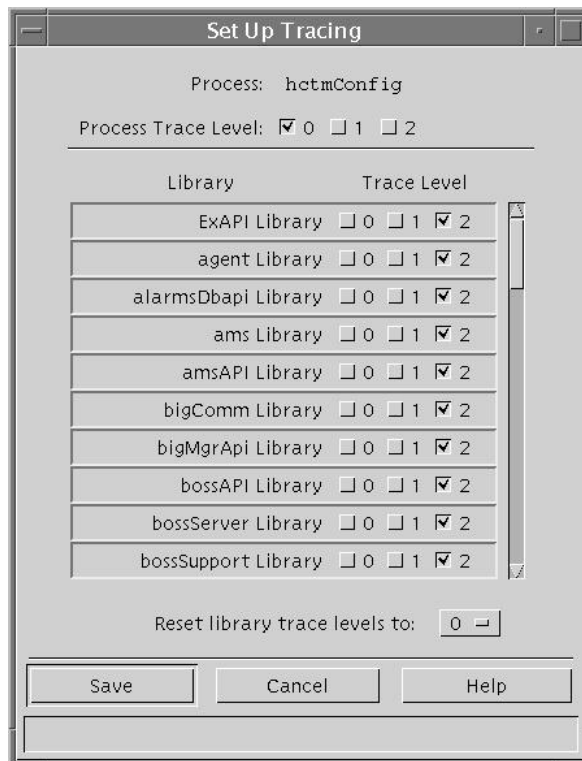 Set Up Tracing
Process: hctmConfig
Process Trace Level: 0 1 2
Library Trace Level
ExAPI Library 0 1 2
agent Library 0 1 2
alarmsDbapi Library 0 1 2
ams Library 0 1 2
amsAPI Library 0 1 2
bigComm Library 0 1 2
bigMgrApi Library 0 1 2
bossAPI Library 0 1 2
bossServer Library 0 1 2
bossSupport Library 0 1 2
Reset library trace levels to: 0
Save Cancel Help